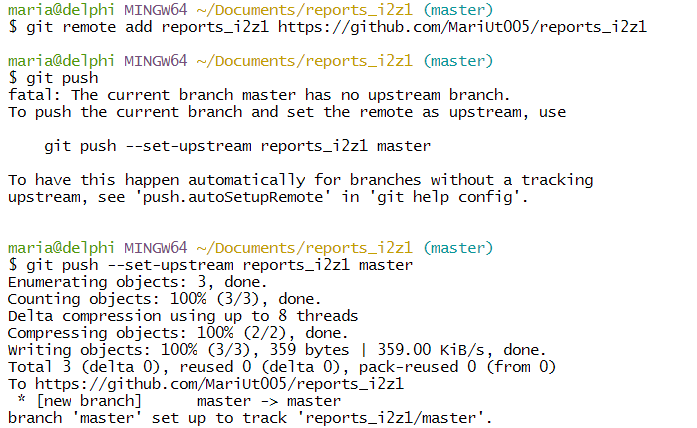 maria@delphi MINGW64 ~/Documents/reports_i2z1 (master)
$ git remote add reports_i2z1 https://github.com/MariUt005/reports_i2z1
maria@delphi MINGW64 ~/Documents/reports_i2z1 (master)
$ git push
fatal: The current branch master has no upstream branch.
To push the current branch and set the remote as upstream, use
    git push --set-upstream reports_i2z1 master
To have this happen automatically for branches without a tracking
upstream, see 'push.autoSetupRemote' in 'git help config'.
maria@delphi MINGW64 ~/Documents/reports_i2z1 (master)
$ git push --set-upstream reports_i2z1 master
Enumerating objects: 3, done.
Counting objects: 100% (3/3), done.
Delta compression using up to 8 threads
Compressing objects: 100% (2/2), done.
Writing objects: 100% (3/3), 359 bytes | 359.00 KiB/s, done.
Total 3 (delta 0), reused 0 (delta 0), pack-reused 0 (from 0)
To https://github.com/MariUt005/reports_i2z1
 * [new branch]      master -> master
branch 'master' set up to track 'reports_i2z1/master'.